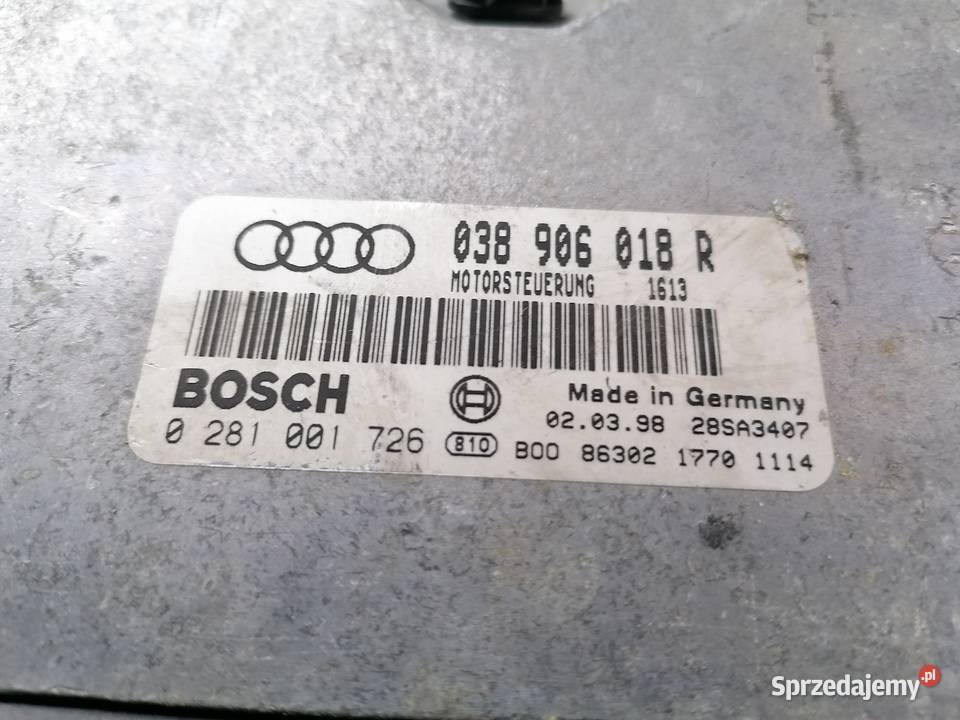 038 906 018 R
MOTORSTEUERUNG 1613
BOSCH
Made in Germany
02.03.98 28SA3407
0 281 001 726 810 B00 86302 1770 1114
Sprzedajemy.pl